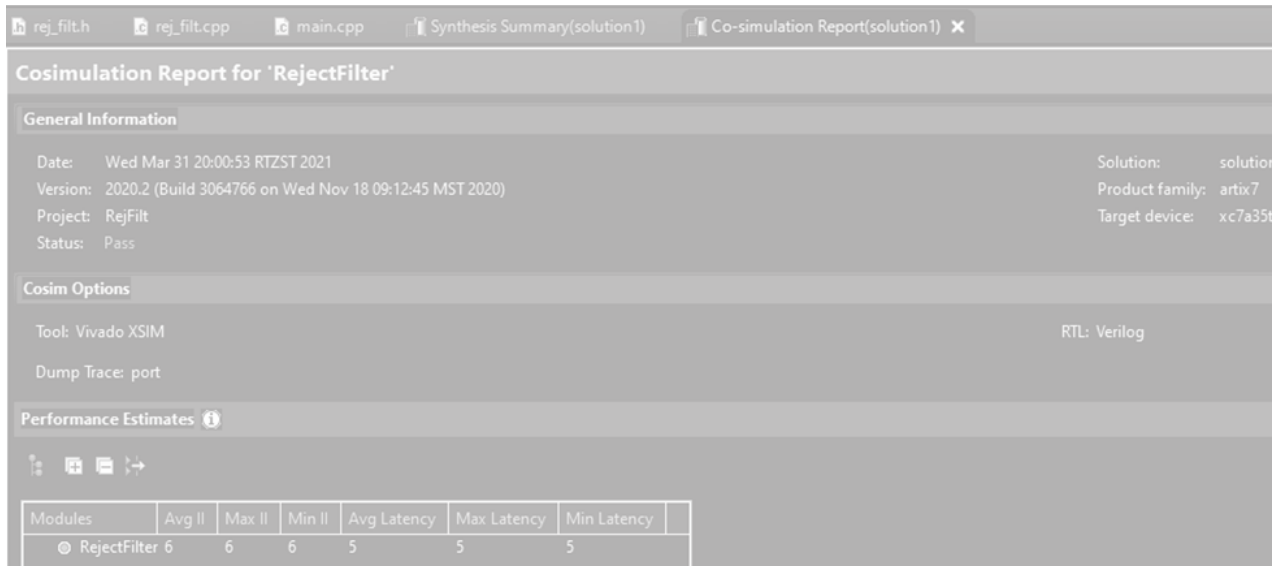 rej_filt.h rej_filt.cpp main.cpp Synthesis Summary(solution1) Co-simulation Report(solution1)
Cosimulation Report for 'RejectFilter'
General Information
Date: Wed Mar 31 20:00:53 RTZST 2021 Solution: solution
Version: 2020.2 (Build 3064766 on Wed Nov 18 09:12:45 MST 2020) Product family: artix7
Project: RejFilt Target device: xc7a35t
Status: Pass
Cosim Options
Tool: Vivado XSIM RTL: Verilog
Dump Trace: port
Performance Estimates
Modules Avg II Max II Min II Avg Latency Max Latency Min Latency
RejectFilter 6 6 6 5 5 5